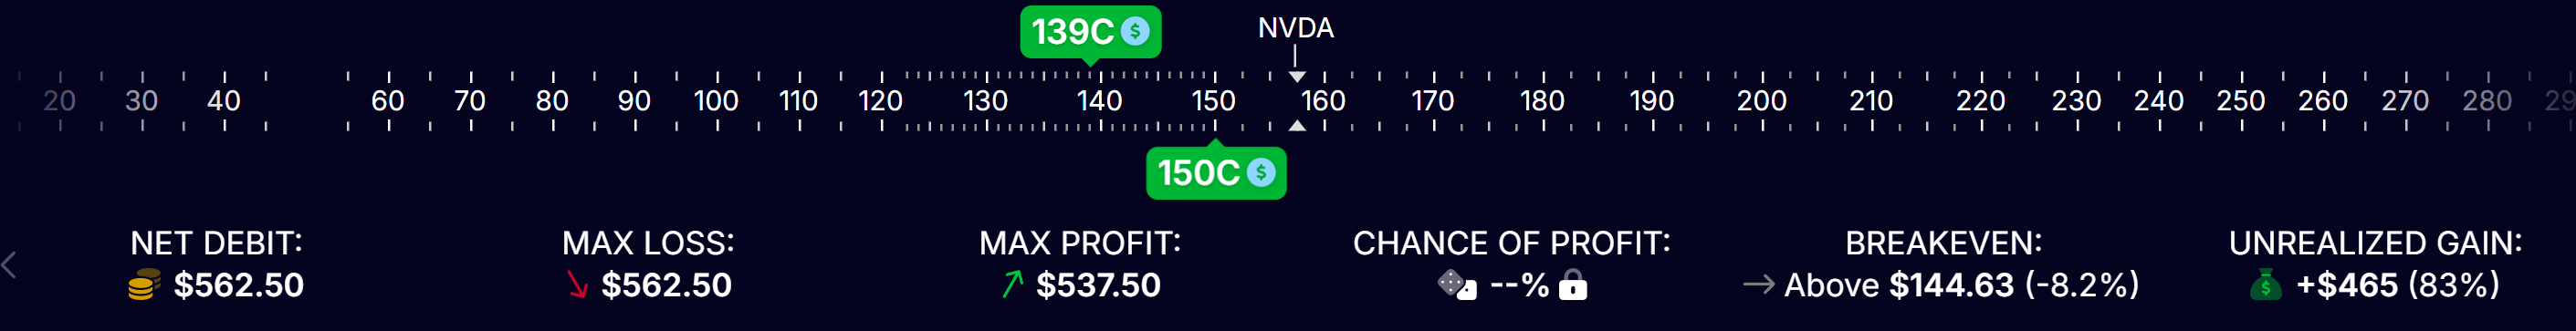 139C $
NVDA
20 30 40 60 70 80 90 100 110 120 130 140 150 160 170 180 190 200 210 220 230 240 250 260 270 280 29
150C $
NET DEBIT: MAX LOSS: MAX PROFIT: CHANCE OF PROFIT: BREAKEVEN: UNREALIZED GAIN:
$562.50 $562.50 $537.50 --% Above $144.63 (-8.2%) +$465 (83%)